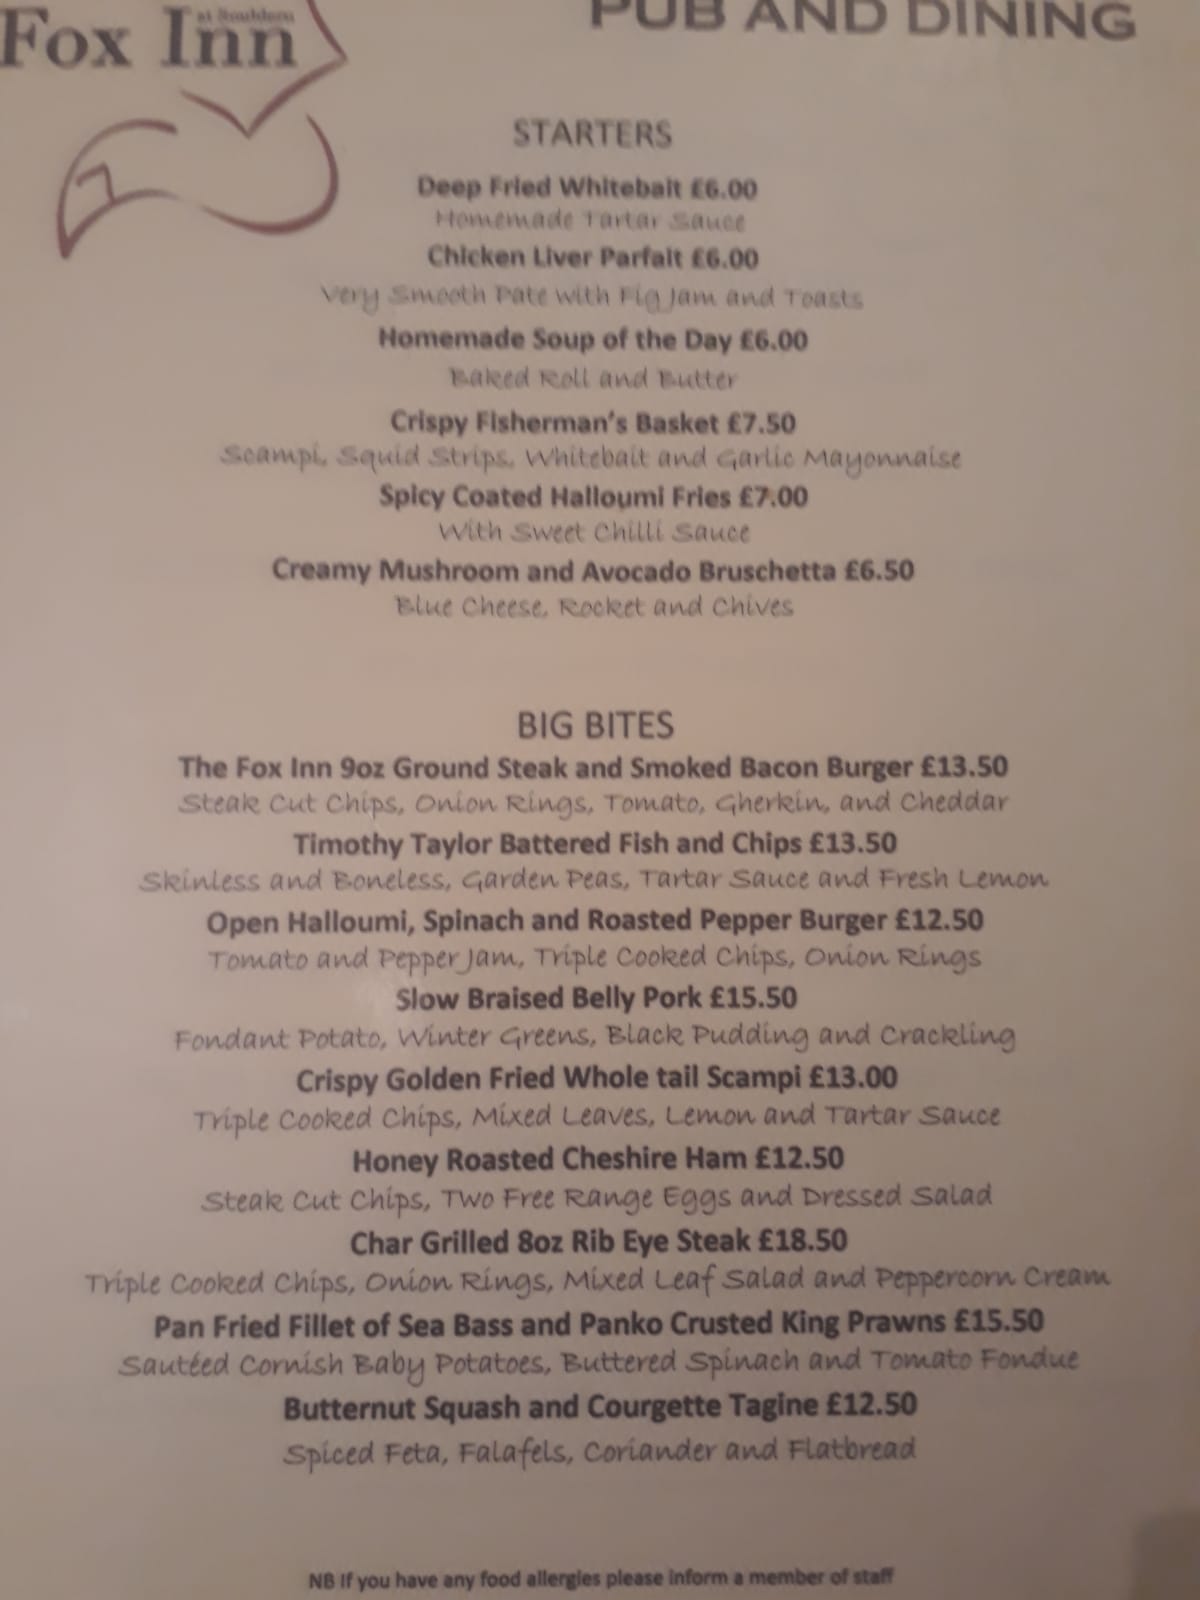 at Souldern
Fox Inn
PUB AND DINING
STARTERS
Deep Fried Whitebait £6.00
Homemade Tartar Sauce
Chicken Liver Parfait £6.00
Very Smooth Pate with Fig Jam and Toasts
Homemade Soup of the Day £6.00
Baked Roll and Butter
Crispy Fisherman's Basket £7.50
Scampi, Squid Strips, Whitebait and Garlic Mayonnaise
Spicy Coated Halloumi Fries £7.00
With Sweet Chilli Sauce
Creamy Mushroom and Avocado Bruschetta £6.50
Blue Cheese, Rocket and Chives
BIG BITES
The Fox Inn 9oz Ground Steak and Smoked Bacon Burger £13.50
Steak Cut Chips, Onion Rings, Tomato, Gherkin, and Cheddar
Timothy Taylor Battered Fish and Chips £13.50
Skinless and Boneless, Garden Peas, Tartar Sauce and Fresh Lemon
Open Halloumi, Spinach and Roasted Pepper Burger £12.50
Tomato and Pepper Jam, Triple Cooked Chips, Onion Rings
Slow Braised Belly Pork £15.50
Fondant Potato, Winter Greens, Black Pudding and Crackling
Crispy Golden Fried Whole tail Scampi £13.00
Triple Cooked Chips, Mixed Leaves, Lemon and Tartar Sauce
Honey Roasted Cheshire Ham £12.50
Steak Cut Chips, Two Free Range Eggs and Dressed Salad
Char Grilled 8oz Rib Eye Steak £18.50
Triple Cooked Chips, Onion Rings, Mixed Leaf Salad and Peppercorn Cream
Pan Fried Fillet of Sea Bass and Panko Crusted King Prawns £15.50
Sautéed Cornish Baby Potatoes, Buttered Spinach and Tomato Fondue
Butternut Squash and Courgette Tagine £12.50
Spiced Feta, Falafels, Coriander and Flatbread
NB If you have any food allergies please inform a member of staff